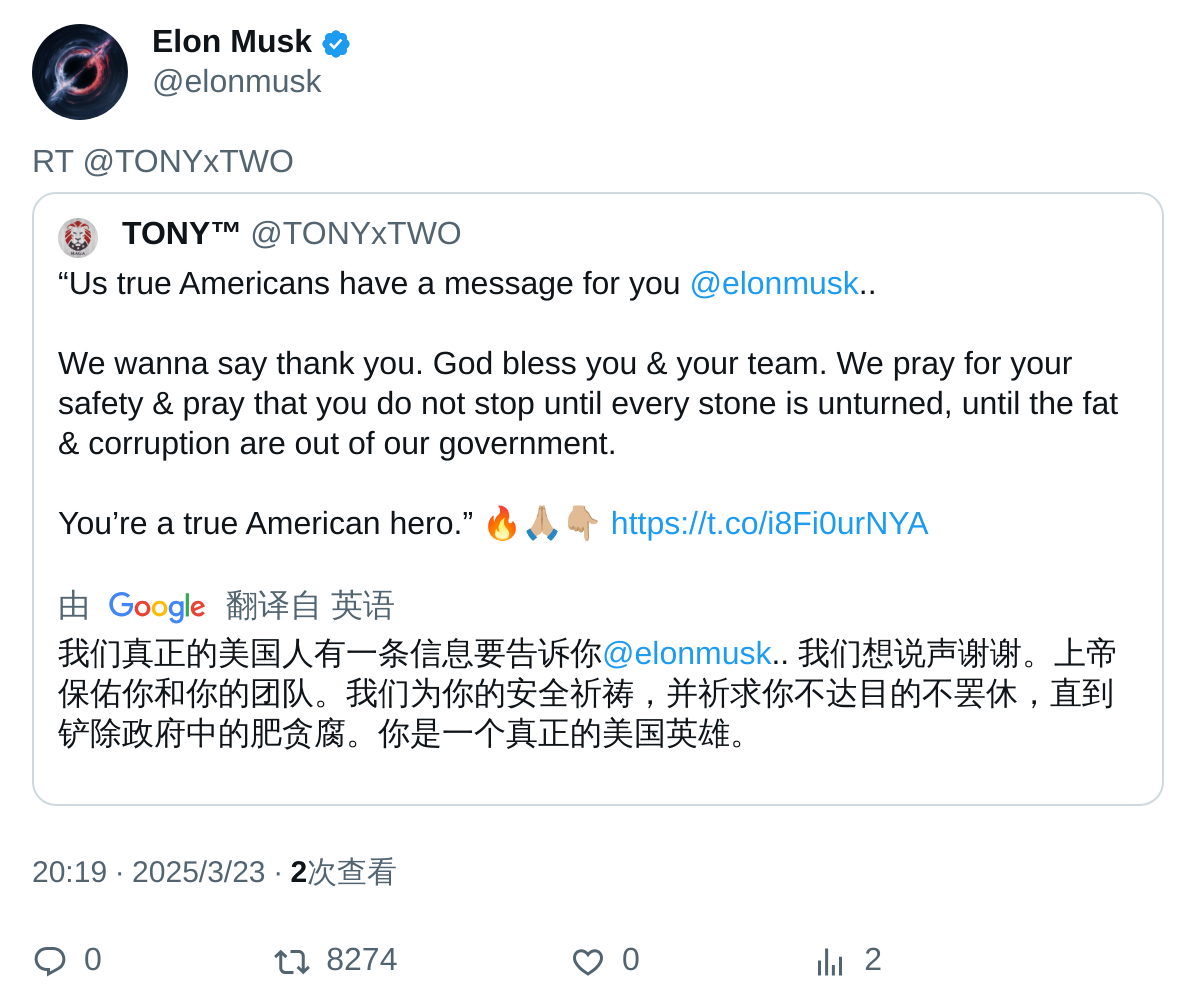 Elon Musk
@elonmusk
RT @TONYxTWO
TONY™ @TONYxTWO
“Us true Americans have a message for you @elonmusk..
We wanna say thank you. God bless you & your team. We pray for your
safety & pray that you do not stop until every stone is unturned, until the fat
& corruption are out of our government.
You’re a true American hero.” 🔥🙏🏼👇🏼 https://t.co/i8Fi0urNYA
由 Google 翻译自 英语
我们真正的美国人有一条信息要告诉你@elonmusk.. 我们想说声谢谢。上帝
保佑你和你的团队。我们为你的安全祈祷，并祈求你不达目的不罢休，直到
铲除政府中的肥贪腐。你是一个真正的美国英雄。
20:19 · 2025/3/23 · 2次查看
0 8274 0 2